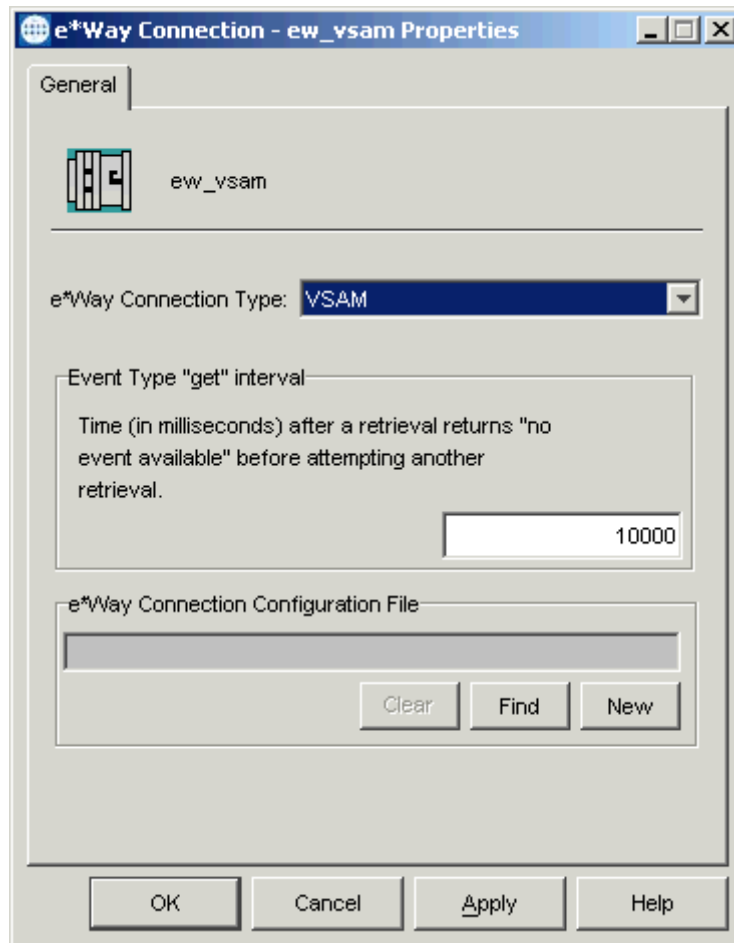 e*Way Connection - ew_vsam Properties
General
ew_vsam
e*Way Connection Type: VSAM
Event Type "get" interval
Time (in milliseconds) after a retrieval returns "no
event available" before attempting another
retrieval.
10000
e*Way Connection Configuration File
Clear Find New
OK Cancel Apply Help